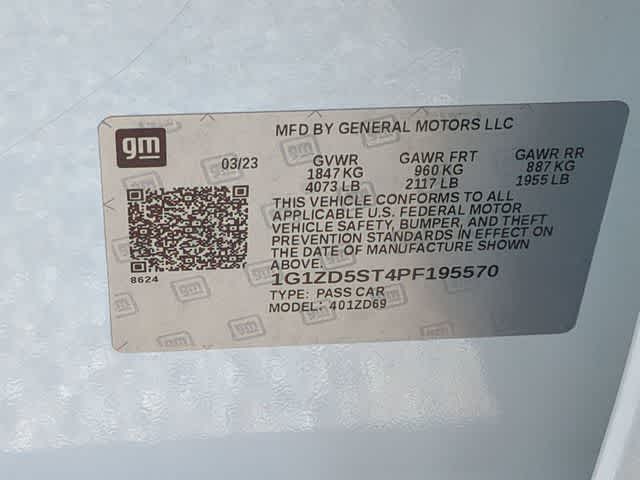 MFD BY GENERAL MOTORS LLC
gm
03/23 GVWR GAWR FRT GAWR RR
1847 KG 960 KG 887 KG
4073 LB 2117 LB 1955 LB
THIS VEHICLE CONFORMS TO ALL
APPLICABLE U.S. FEDERAL MOTOR
VEHICLE SAFETY, BUMPER, AND THEFT
PREVENTION STANDARDS IN EFFECT ON
THE DATE OF MANUFACTURE SHOWN
ABOVE.
8624
1G1ZD5ST4PF195570
TYPE: PASS CAR
MODEL: 401ZD69